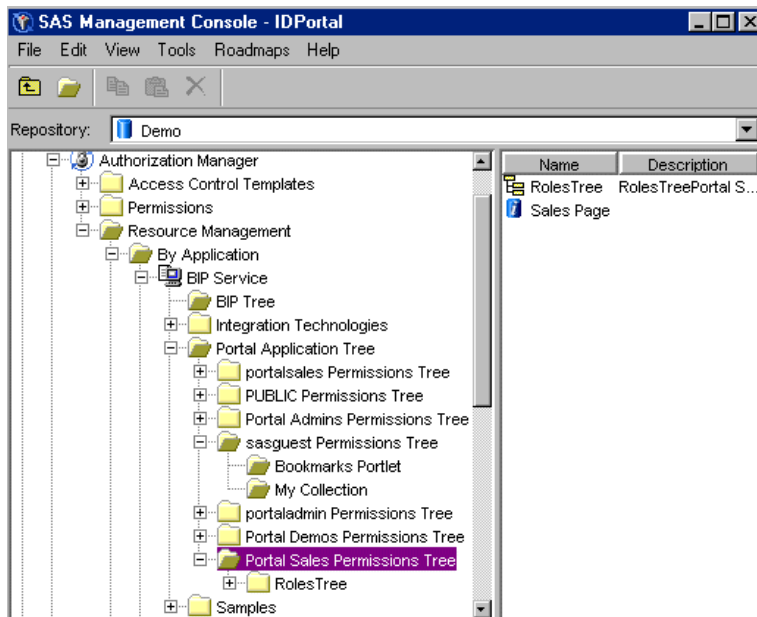 SAS Management Console - IDPortal
File Edit View Tools Roadmaps Help
Repository: Demo
Authorization Manager
Access Control Templates
Permissions
Resource Management
By Application
BIP Service
BIP Tree
Integration Technologies
Portal Application Tree
portalsales Permissions Tree
PUBLIC Permissions Tree
Portal Admins Permissions Tree
sasguest Permissions Tree
Bookmarks Portlet
My Collection
portaladmin Permissions Tree
Portal Demos Permissions Tree
Portal Sales Permissions Tree
RolesTree
Samples
Name Description
RolesTree RolesTreePortal S...
Sales Page